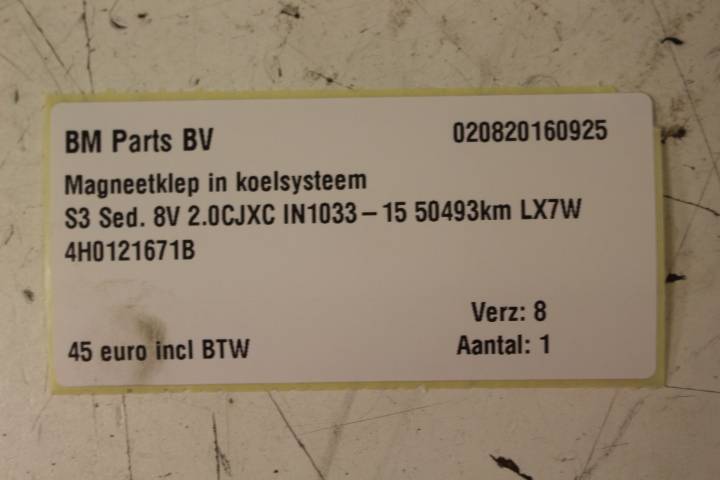 BM Parts BV 020820160925
Magneetklep in koelsysteem
S3 Sed. 8V 2.0CJXC IN1033-15 50493km LX7W
4H0121671B
Verz: 8
45 euro incl BTW Aantal: 1